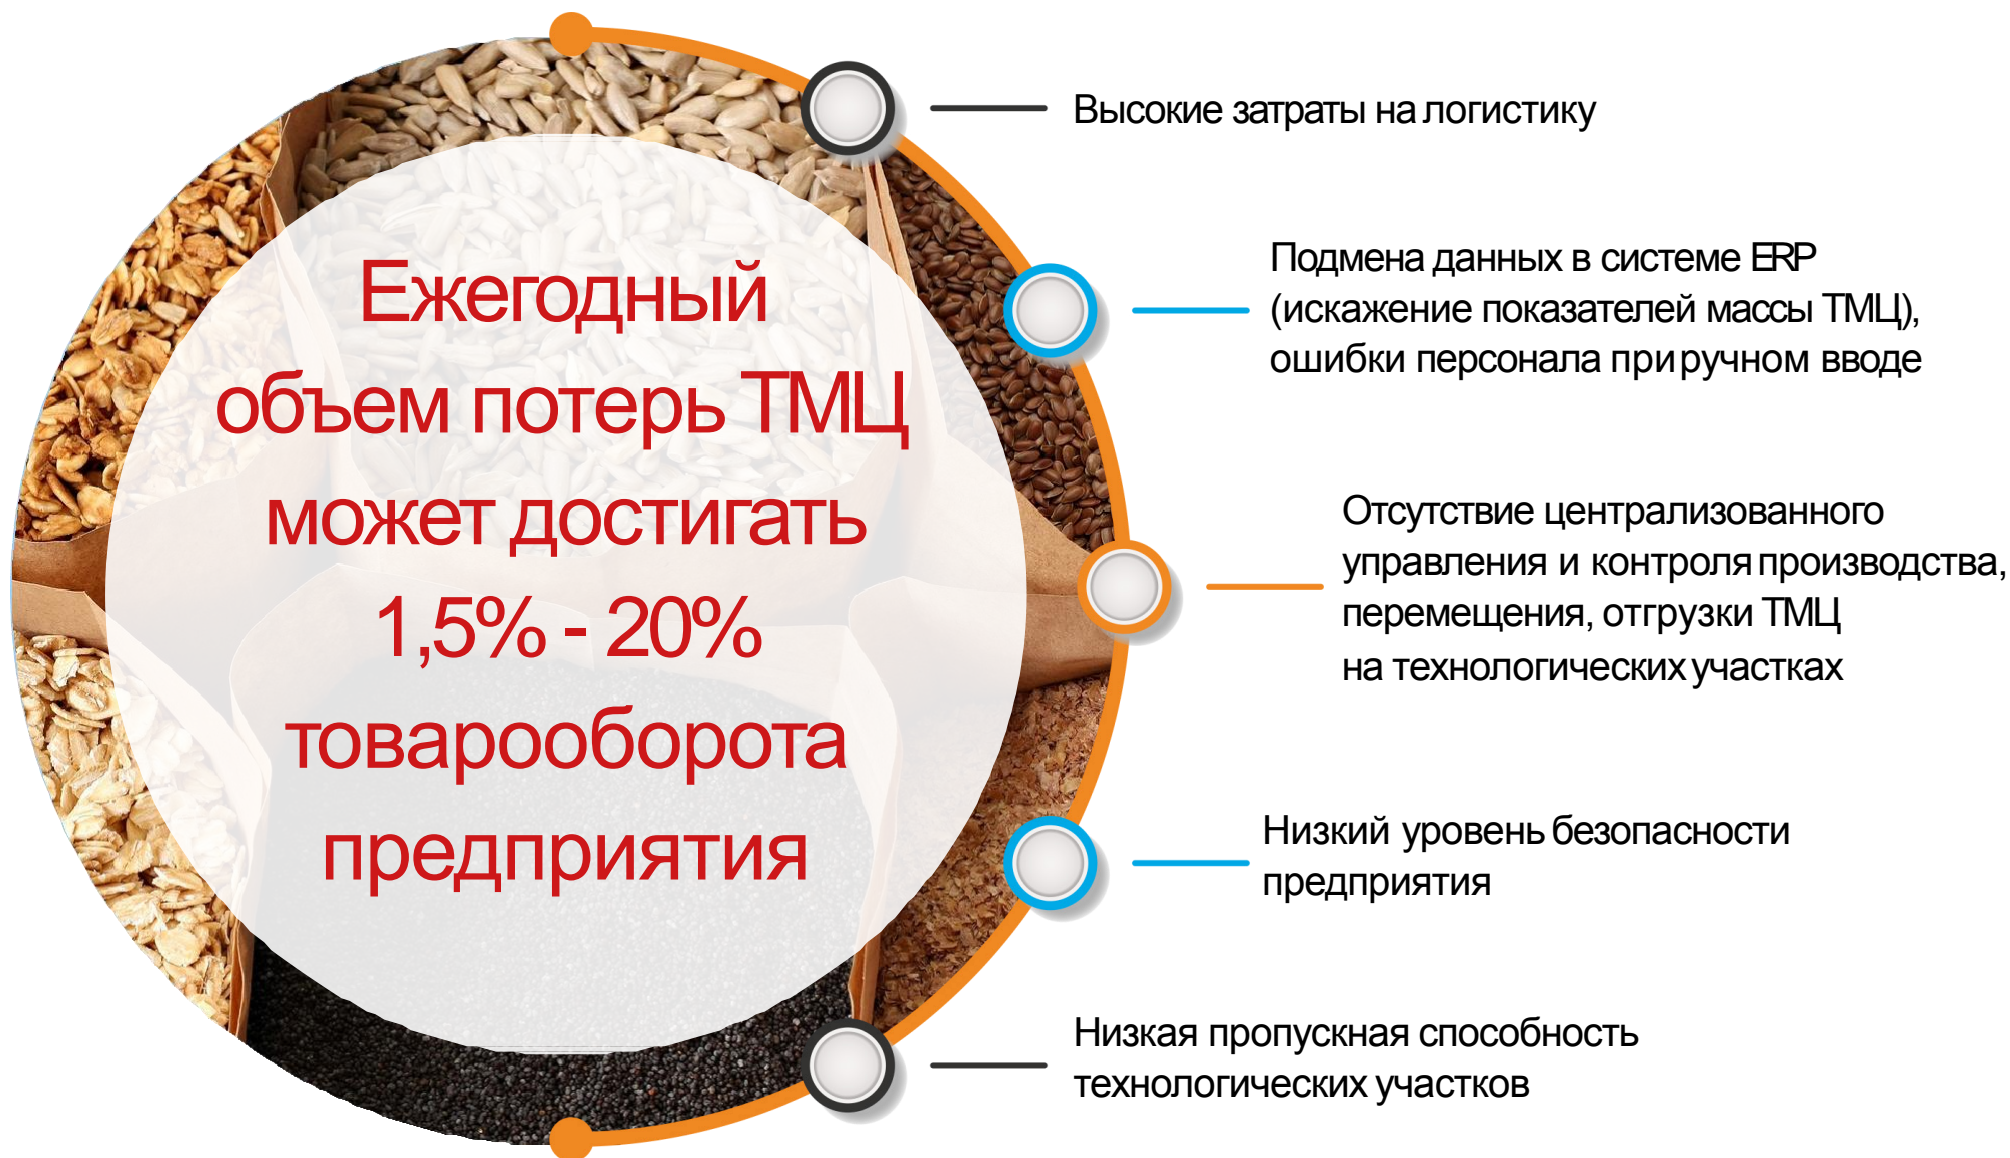 Ежегодный
объем потерь ТМЦ
может достигать
1,5% - 20%
товарооборота
предприятия
Высокие затраты на логистику
Подмена данных в системе ERP
(искажение показателей массы ТМЦ),
ошибки персонала при ручном вводе
Отсутствие централизованного
управления и контроля производства,
перемещения, отгрузки ТМЦ
на технологических участках
Низкий уровень безопасности
предприятия
Низкая пропускная способность
технологических участков